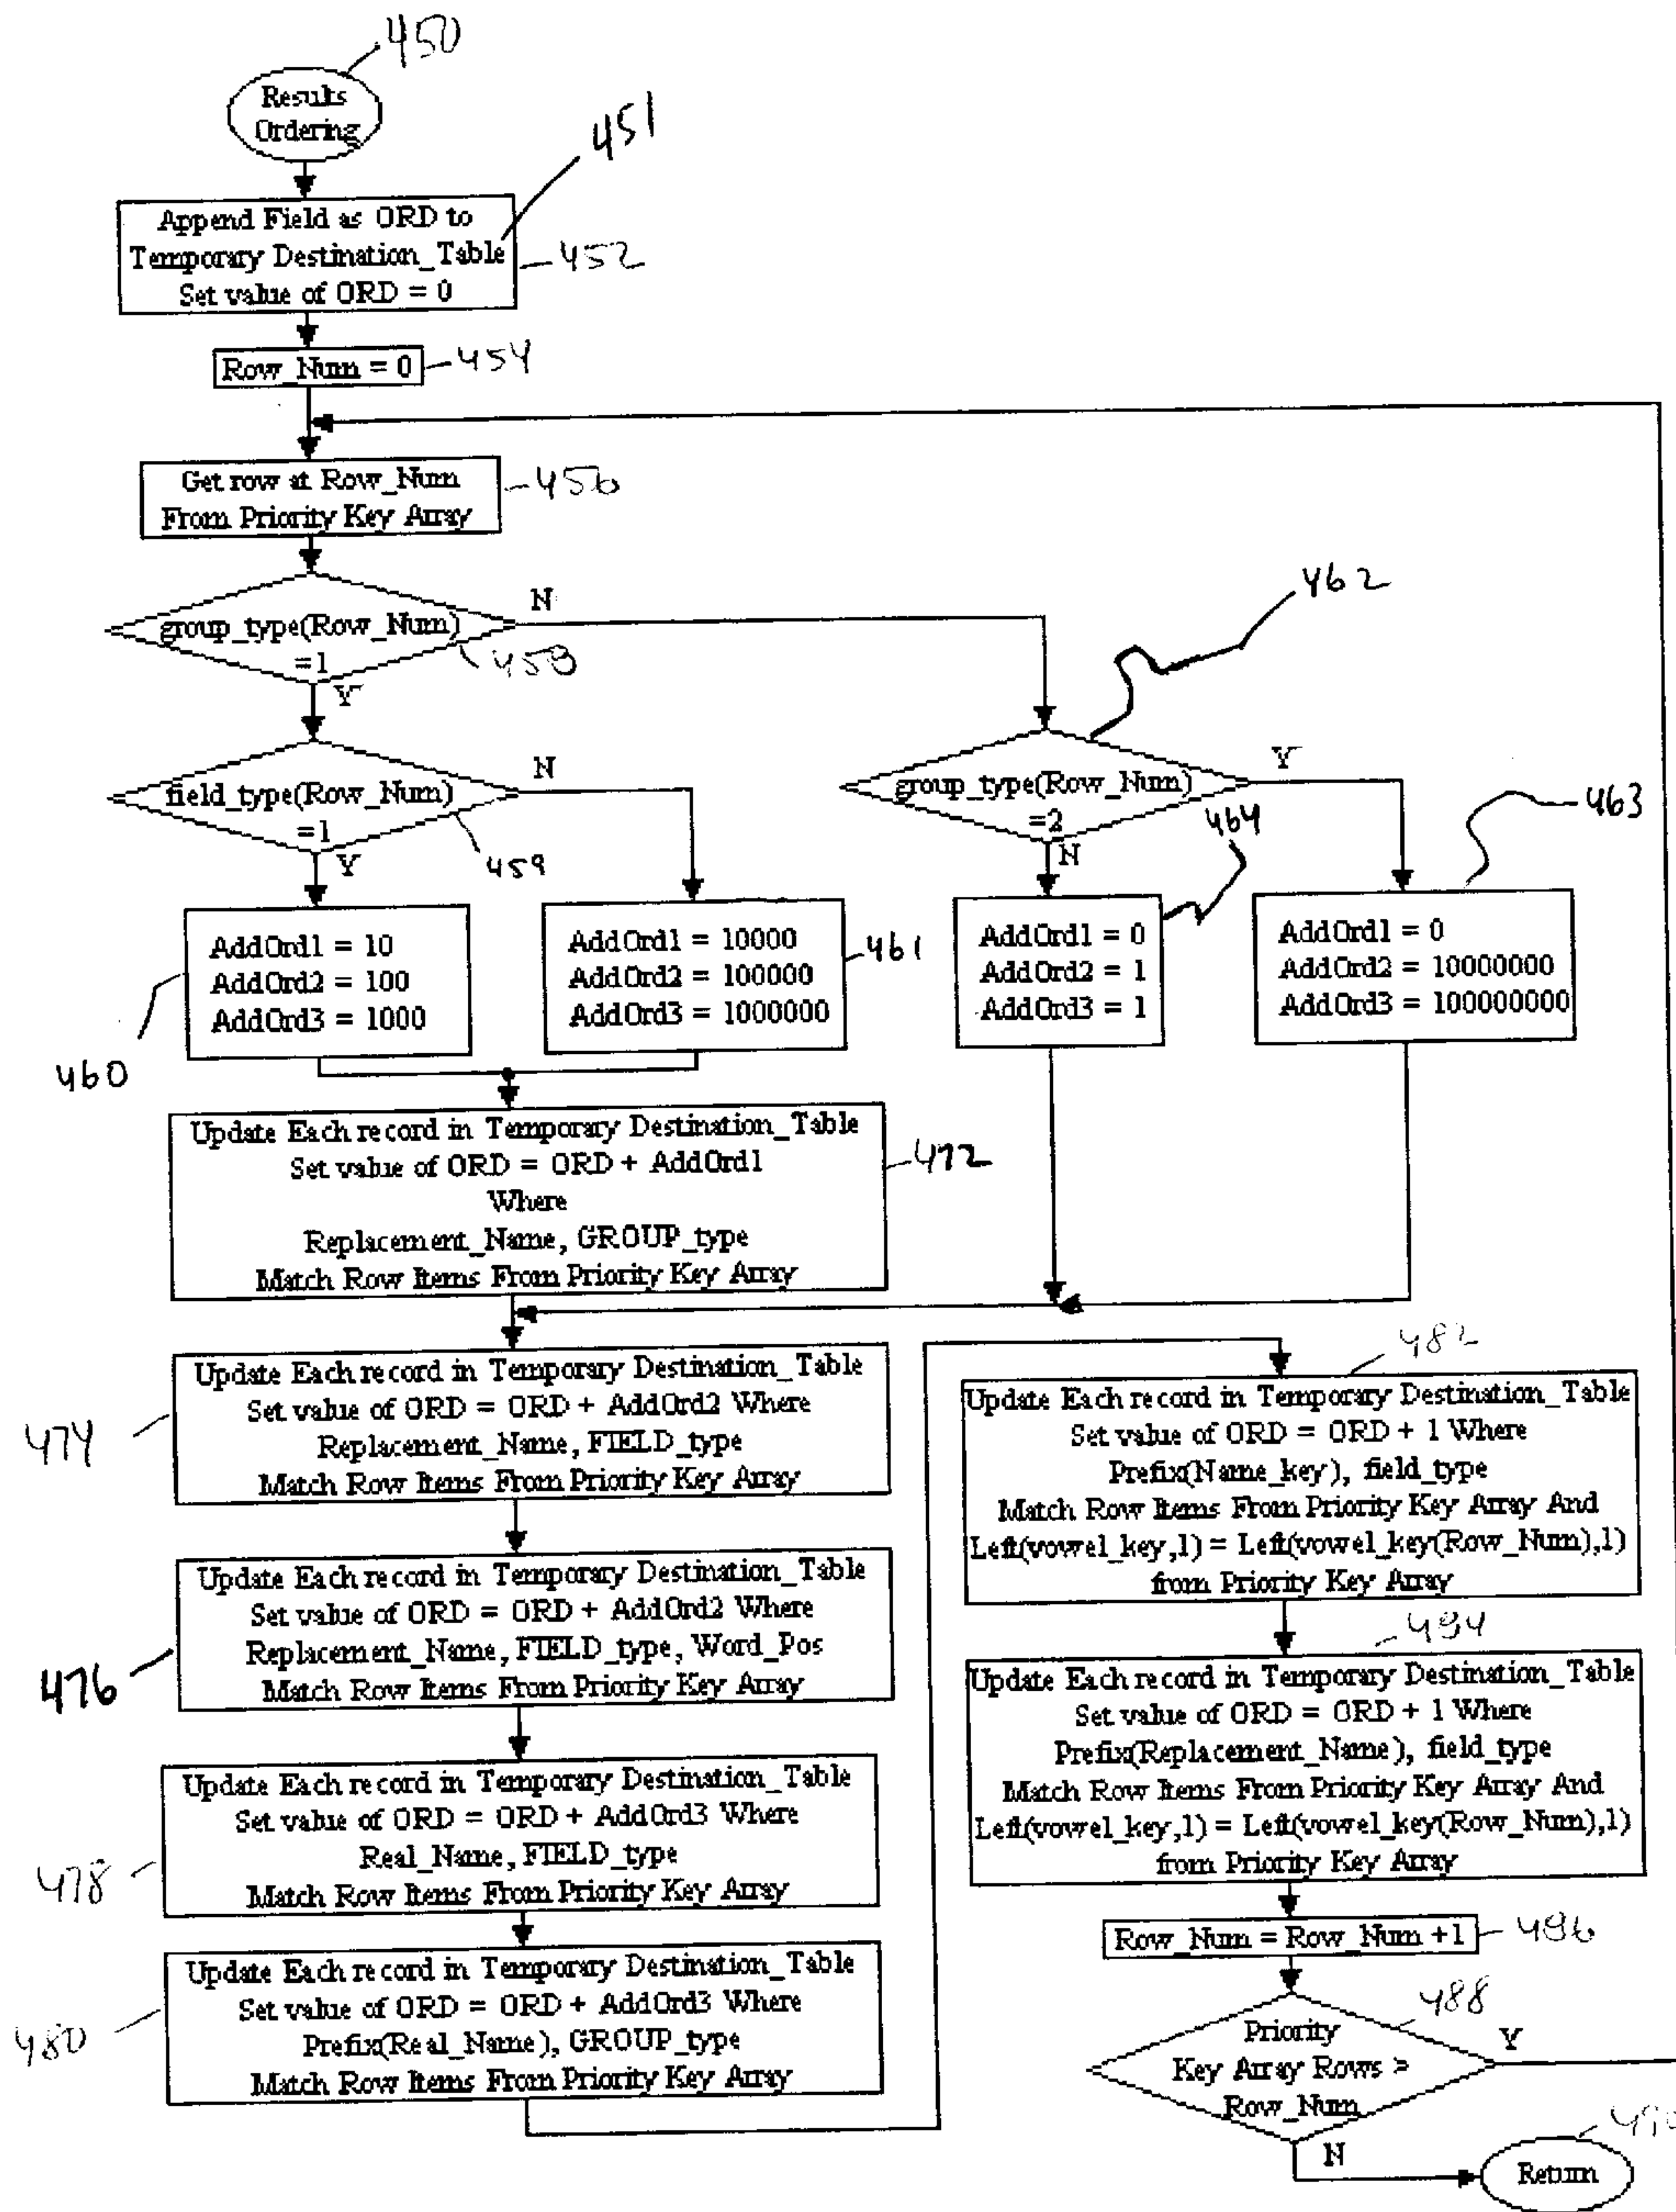 450
Results
Ordering
451
Append Field as ORD to
Temporary Destination_Table
Set value of ORD = 0
452
Row_Num = 0
454
Get row at Row_Num
From Priority Key Array
456
group_type(Row_Num)
=1
458
N
Y
462
field_type(Row_Num)
=1
459
N
Y
group_type(Row_Num)
=2
Y
N
464
463
AddOrd1 = 10
AddOrd2 = 100
AddOrd3 = 1000
460
AddOrd1 = 10000
AddOrd2 = 100000
AddOrd3 = 1000000
461
AddOrd1 = 0
AddOrd2 = 1
AddOrd3 = 1
AddOrd1 = 0
AddOrd2 = 10000000
AddOrd3 = 100000000
Update Each record in Temporary Destination_Table
Set value of ORD = ORD + AddOrd1
Where
Replacement_Name, GROUP_type
Match Row Items From Priority Key Array
472
Update Each record in Temporary Destination_Table
Set value of ORD = ORD + AddOrd2 Where
Replacement_Name, FIELD_type
Match Row Items From Priority Key Array
474
Update Each record in Temporary Destination_Table
Set value of ORD = ORD + AddOrd2 Where
Replacement_Name, FIELD_type, Word_Pos
Match Row Items From Priority Key Array
476
Update Each record in Temporary Destination_Table
Set value of ORD = ORD + AddOrd3 Where
Real_Name, FIELD_type
Match Row Items From Priority Key Array
478
Update Each record in Temporary Destination_Table
Set value of ORD = ORD + AddOrd3 Where
Prefix(Real_Name), GROUP_type
Match Row Items From Priority Key Array
480
482
Update Each record in Temporary Destination_Table
Set value of ORD = ORD + 1 Where
Prefix(Name_key), field_type
Match Row Items From Priority Key Array And
Left(vowel_key,1) = Left(vowel_key(Row_Num),1)
from Priority Key Array
484
Update Each record in Temporary Destination_Table
Set value of ORD = ORD + 1 Where
Prefix(Replacement_Name), field_type
Match Row Items From Priority Key Array And
Left(vowel_key,1) = Left(vowel_key(Row_Num),1)
from Priority Key Array
Row_Num = Row_Num +1
486
488
Priority
Key Array Rows >
Row_Num
Y
N
490
Return